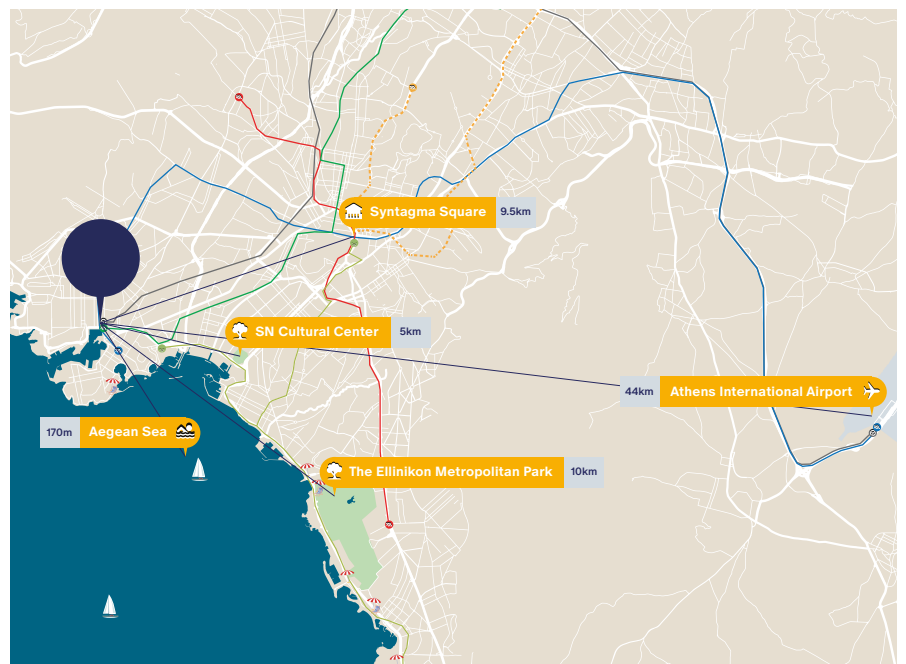 Syntagma Square
9.5km
SN Cultural Center
5km
44km
Athens International Airport
170m
Aegean Sea
The Ellinikon Metropolitan Park
10km